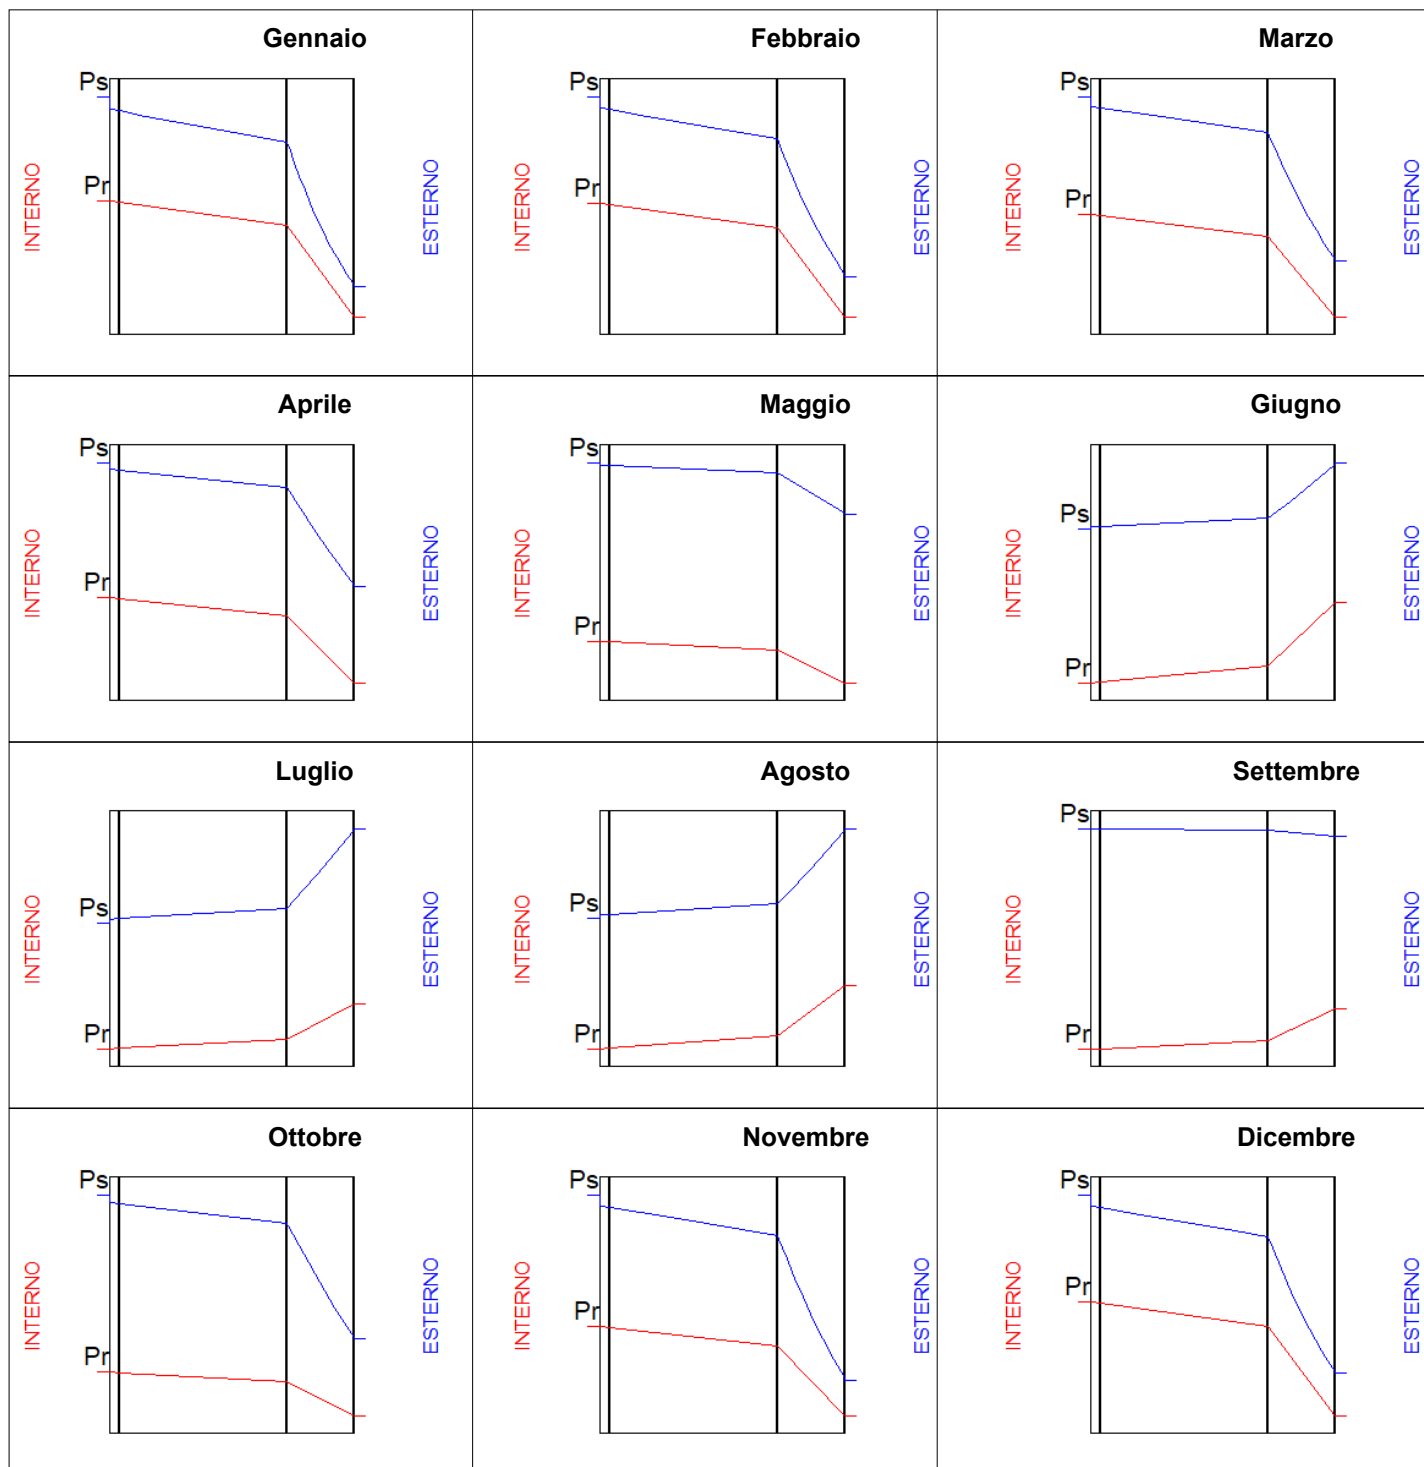 Gennaio
Ps
Pr
INTERNO
ESTERNO
Febbraio
Ps
Pr
INTERNO
ESTERNO
Marzo
Ps
Pr
INTERNO
ESTERNO
Aprile
Ps
Pr
INTERNO
ESTERNO
Maggio
Ps
Pr
INTERNO
ESTERNO
Giugno
Ps
Pr
INTERNO
ESTERNO
Luglio
Ps
Pr
INTERNO
ESTERNO
Agosto
Ps
Pr
INTERNO
ESTERNO
Settembre
Ps
Pr
INTERNO
ESTERNO
Ottobre
Ps
Pr
INTERNO
ESTERNO
Novembre
Ps
Pr
INTERNO
ESTERNO
Dicembre
Ps
Pr
INTERNO
ESTERNO